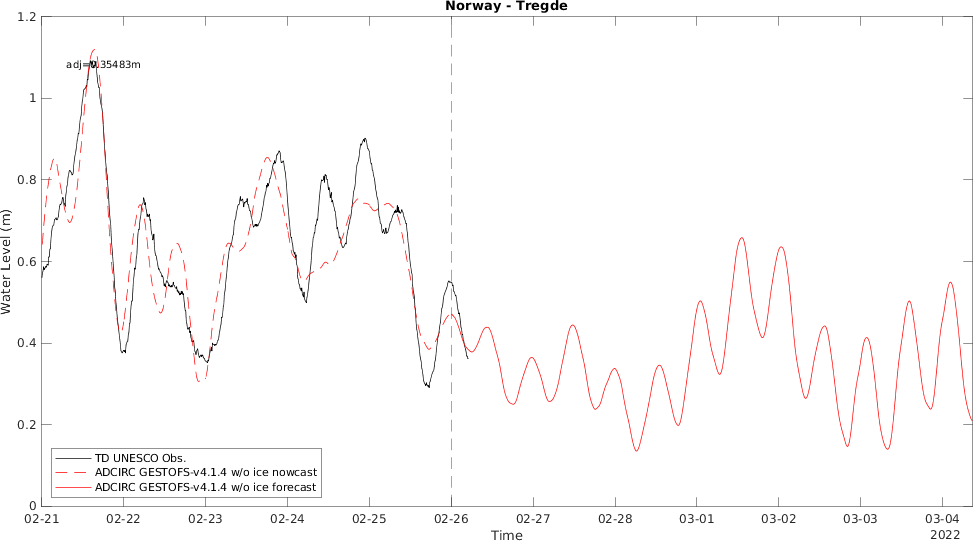 Norway - Tregde
1.2
adj=0.35483m
1
0.8
Water Level (m)
0.6
0.4
0.2
TD UNESCO Obs.
ADCIRC GESTOFS-v4.1.4 w/o ice nowcast
ADCIRC GESTOFS-v4.1.4 w/o ice forecast
0
02-21 02-22 02-23 02-24 02-25 02-26 02-27 02-28 03-01 03-02 03-03 03-04
Time 2022